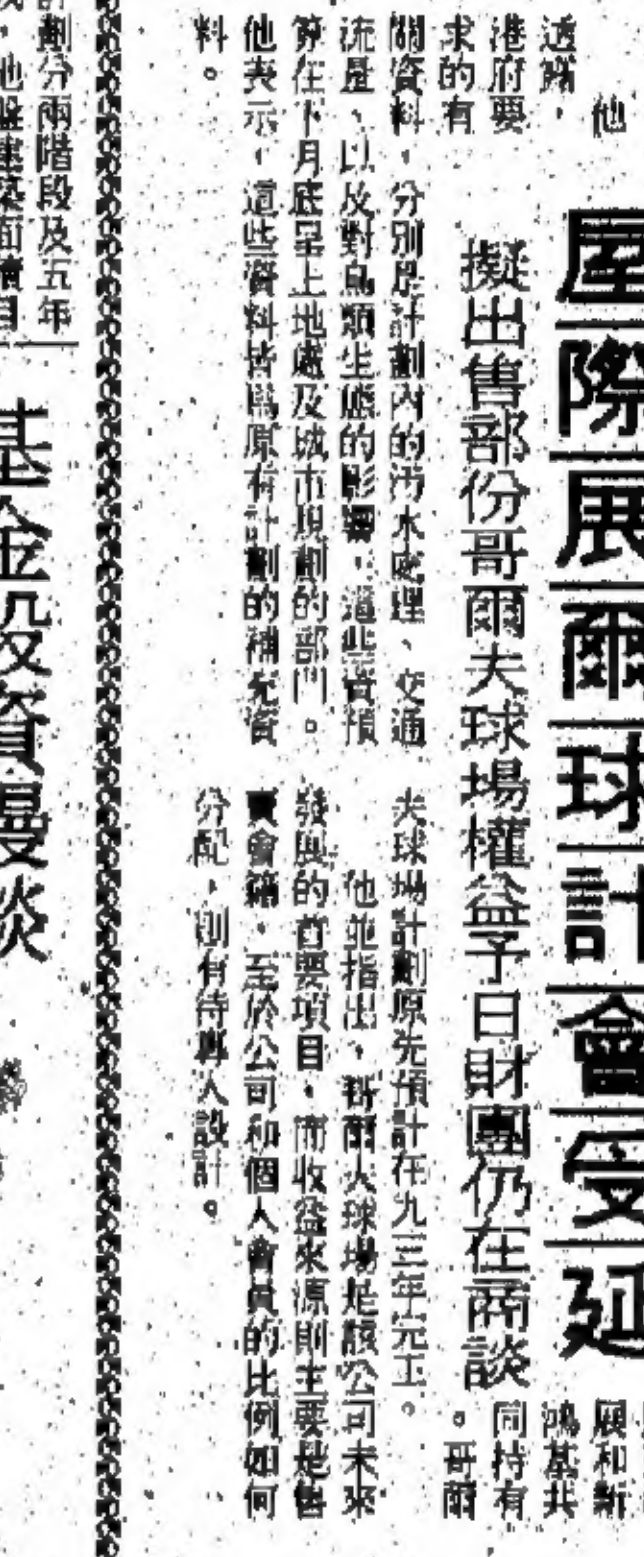 屋際展爾球計會受延
擬出售部份哥爾夫球場權益予日財團仍在商談
展和新
鴻基共
同持有
。哥爾
夫球場計劃原先預計在九三年完工。
他並指出，哥爾夫球場是該公司未來
發展的首要項目，而收益來源則主要是售
賣會籍，至於公司和個人會員的比例如何
分配，則有待專人設計。
他
透露，
港府要
求的有
關資料，分別是計劃內的污水處理、交通
流量、以及對鳥類生態的影響，這些資預
算在下月底呈上地處及城市規劃的部門。
他表示，這些資料皆為原有計劃的補充資
料。
劃分兩階段及五年
，地盤建築面積目
基金投資漫談